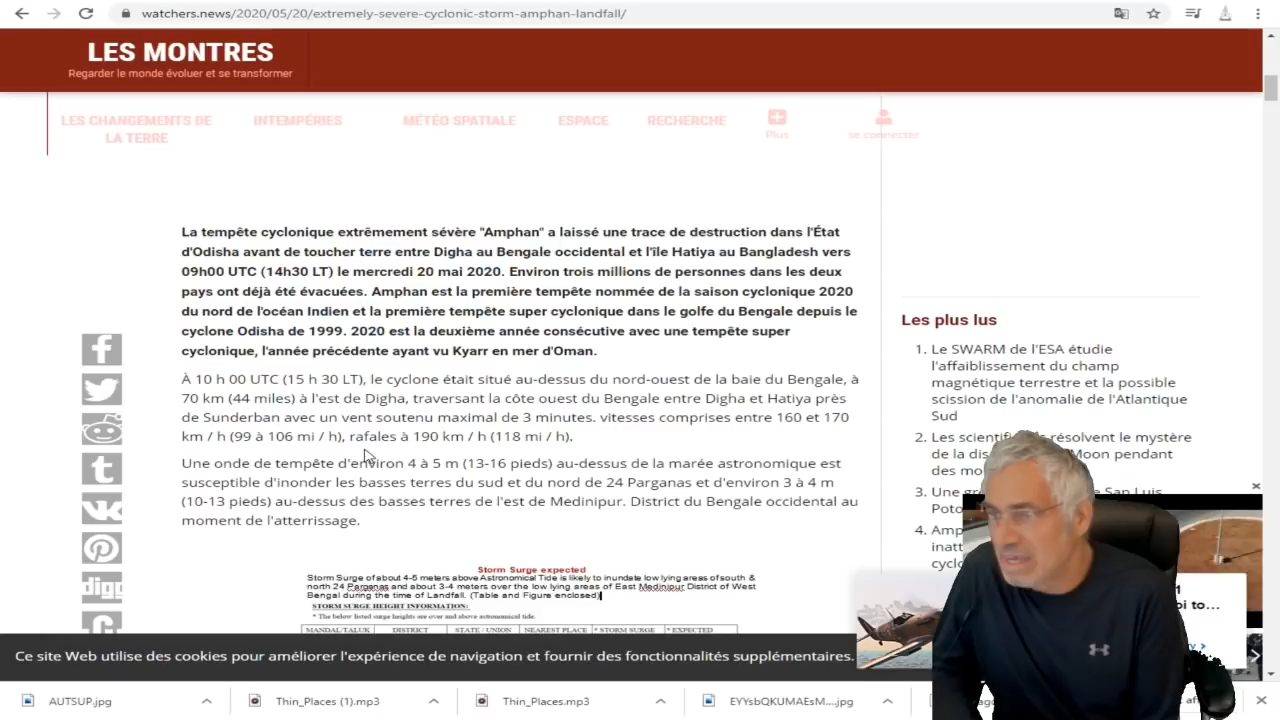 watchers.news/2020/05/20/extremely-severe-cyclonic-storm-amphan-landfall/
LES MONTRES
Regarder le monde évoluer et se transformer
LES CHANGEMENTS DE
LA TERRE
INTEMPÉRIES
MÉTÉO SPATIALE
ESPACE
RECHERCHE
Plus
se connecter
La tempête cyclonique extrêmement sévère "Amphan" a laissé une trace de destruction dans l'État
d'Odisha avant de toucher terre entre Digha au Bengale occidental et l'île Hatiya au Bangladesh vers
09h00 UTC (14h30 LT) le mercredi 20 mai 2020. Environ trois millions de personnes dans les deux
pays ont déjà été évacuées. Amphan est la première tempête nommée de la saison cyclonique 2020
du nord de l'océan Indien et la première tempête super cyclonique dans le golfe du Bengale depuis le
cyclone Odisha de 1999. 2020 est la deuxième année consécutive avec une tempête super
cyclonique, l'année précédente ayant vu Kyarr en mer d'Oman.
À 10 h 00 UTC (15 h 30 LT), le cyclone était situé au-dessus du nord-ouest de la baie du Bengale, à
70 km (44 miles) à l'est de Digha, traversant la côte ouest du Bengale entre Digha et Hatiya près
de Sunderban avec un vent soutenu maximal de 3 minutes. vitesses comprises entre 160 et 170
km / h (99 à 106 mi / h), rafales à 190 km / h (118 mi / h).
Une onde de tempête d'environ 4 à 5 m (13-16 pieds) au-dessus de la marée astronomique est
susceptible d'inonder les basses terres du sud et du nord de 24 Parganas et d'environ 3 à 4 m
(10-13 pieds) au-dessus des basses terres de l'est de Medinipur. District du Bengale occidental au
moment de l'atterrissage.
Storm Surge expected
Storm Surge of about 4-5 meters above Astronomical Tide is likely to inundate low lying areas of south &
north 24 Parganas and about 3-4 meters over the low lying areas of East Medinipur District of West
Bengal during the time of Landfall. (Table and Figure enclosed)
STORM SURGE HEIGHT INFORMATION:
* The below listed surge heights are over and above astronomical tide.
MANDAL/TALUK DISTRICT STATE / UNION NEAREST PLACE * STORM SURGE * EXPECTED
digg
Les plus lus
1. Le SWARM de l'ESA étudie
l'affaiblissement du champ
magnétique terrestre et la possible
scission de l'anomalie de l'Atlantique
Sud
2. Les résolvent le mystère
de la Moon pendant
des
3. Une San Luis
4.
Ce site Web utilise des cookies pour améliorer l'expérience de navigation et fournir des fonctionnalités supplémentaires.
AUTSUP.jpg
Thin_Places (1).mp3
Thin_Places.mp3
EYYsbQKUMAEsM....jpg